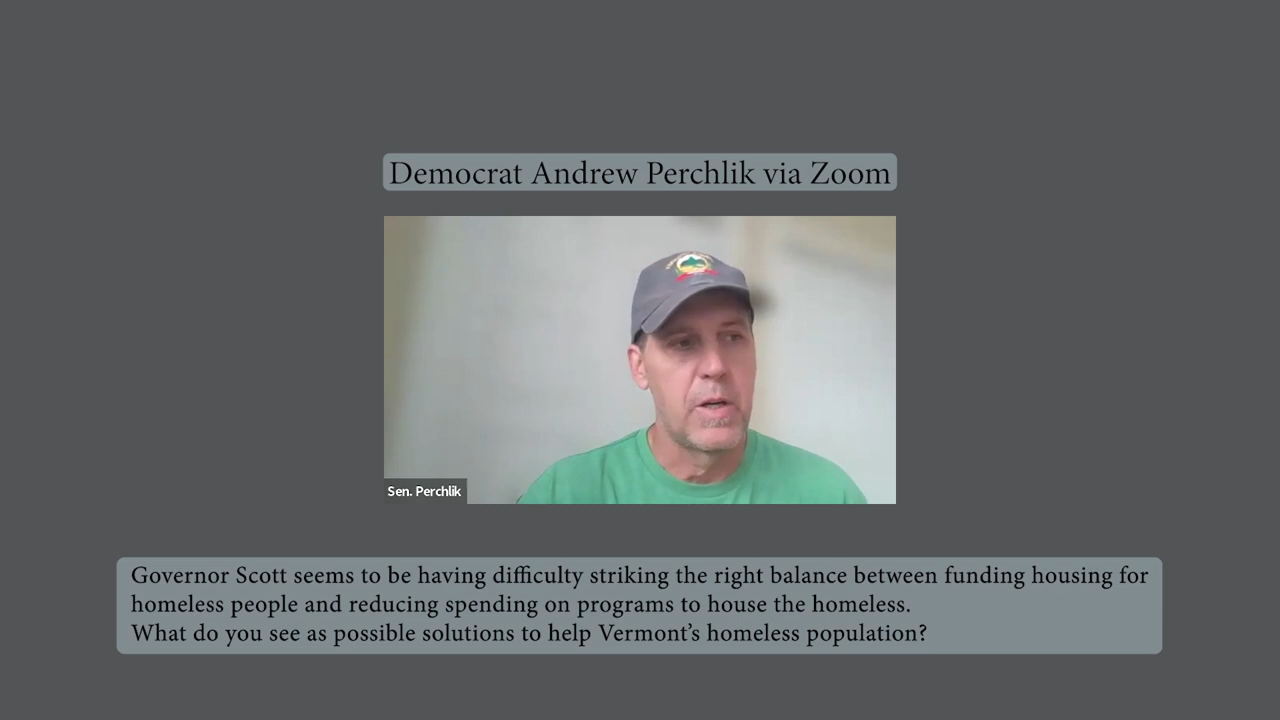 Democrat Andrew Perchlik via Zoom
Sen. Perchlik
Governor Scott seems to be having difficulty striking the right balance between funding housing for
homeless people and reducing spending on programs to house the homeless.
What do you see as possible solutions to help Vermont's homeless population?